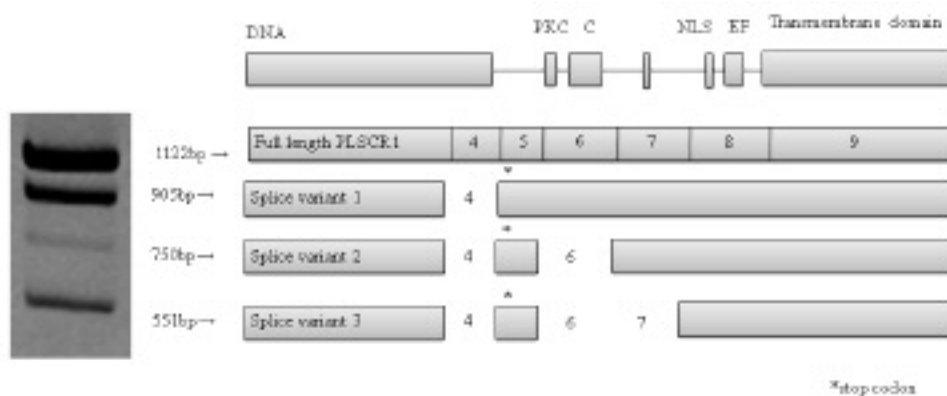 Transmembrane domain
DNA PKC C NLS EF
Full length PLSCR1 4 5 6 7 8 9
1122bp→
*
905bp→ Splice variant 1 4
*
750bp→ Splice variant 2 4 6
*
551bp→ Splice variant 3 4 6 7
*stop codon